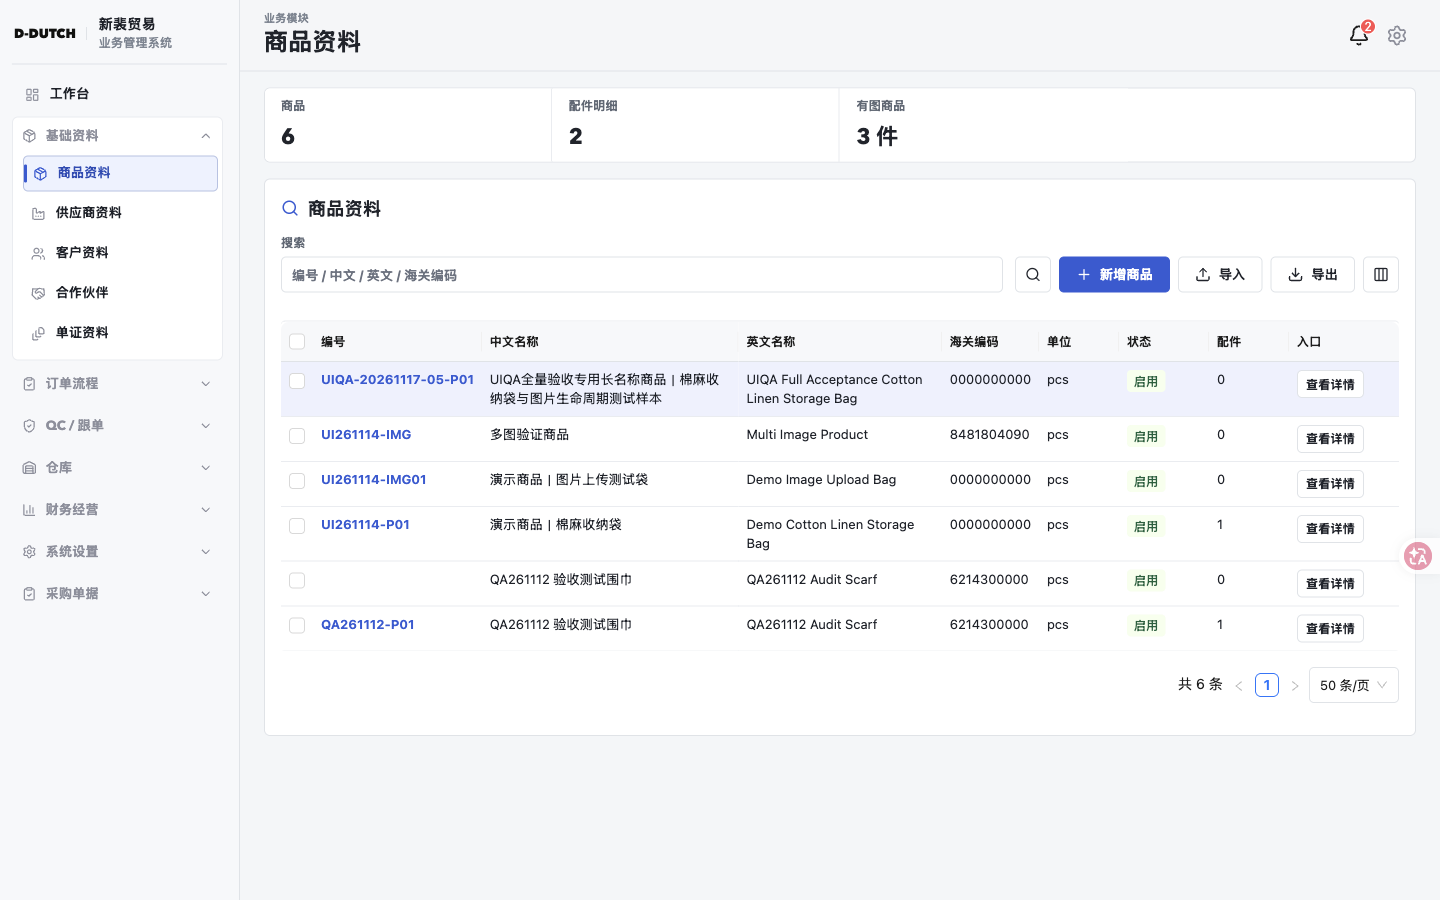 D-DUTCH
新裴贸易
业务管理系统
工作台
基础资料
商品资料
供应商资料
客户资料
合作伙伴
单证资料
订单流程
QC / 跟单
仓库
财务经营
系统设置
采购单据
业务模块
商品资料
2
商品
6
配件明细
2
有图商品
3 件
商品资料
搜索
编号 / 中文 / 英文 / 海关编码
新增商品
导入
导出
编号 中文名称 英文名称 海关编码 单位 状态 配件 入口
UIQA-20261117-05-P01 UIQA全量验收专用长名称商品 | 棉麻收纳袋与图片生命周期测试样本 UIQA Full Acceptance Cotton Linen Storage Bag 0000000000 pcs 启用 0 查看详情
UI261114-IMG 多图验证商品 Multi Image Product 8481804090 pcs 启用 0 查看详情
UI261114-IMG01 演示商品 | 图片上传测试袋 Demo Image Upload Bag 0000000000 pcs 启用 0 查看详情
UI261114-P01 演示商品 | 棉麻收纳袋 Demo Cotton Linen Storage Bag 0000000000 pcs 启用 1 查看详情
QA261112 验收测试围巾 QA261112 Audit Scarf 6214300000 pcs 启用 0 查看详情
QA261112-P01 QA261112 验收测试围巾 QA261112 Audit Scarf 6214300000 pcs 启用 1 查看详情
共 6 条 1 50 条/页